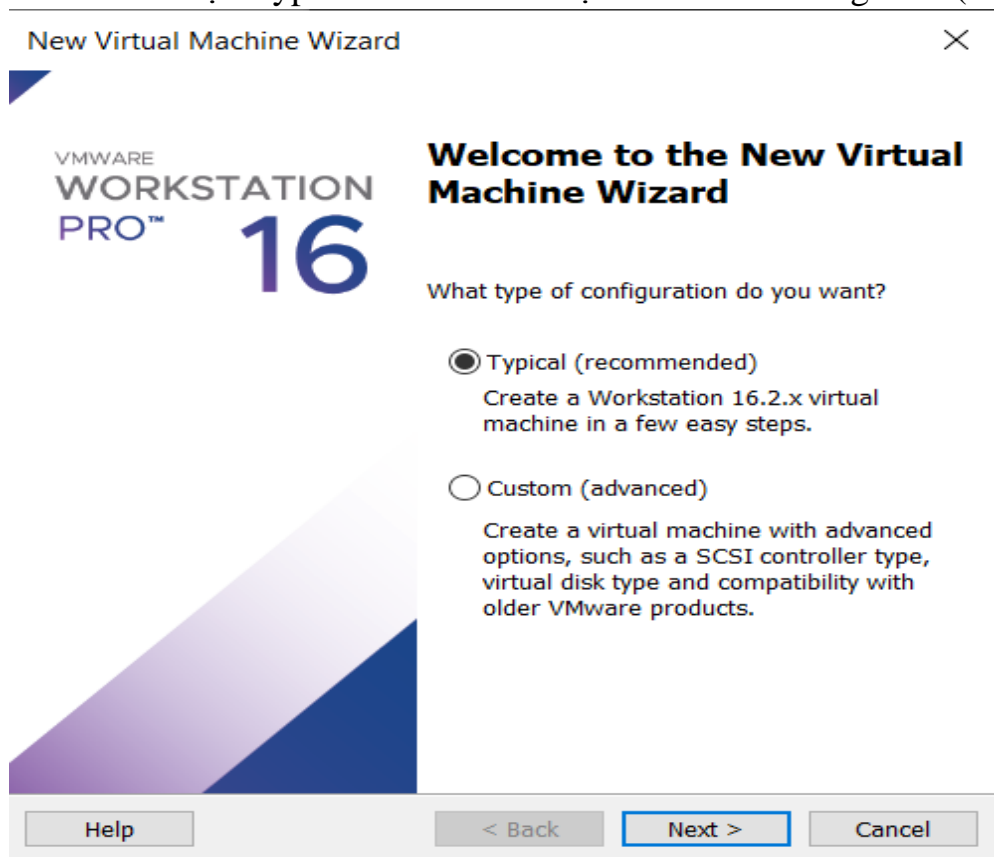 New Virtual Machine Wizard
VMWARE
WORKSTATION
PRO™ 16
Welcome to the New Virtual
Machine Wizard
What type of configuration do you want?
Typical (recommended)
Create a Workstation 16.2.x virtual
machine in a few easy steps.
Custom (advanced)
Create a virtual machine with advanced
options, such as a SCSI controller type,
virtual disk type and compatibility with
older VMware products.
Help
< Back
Next >
Cancel